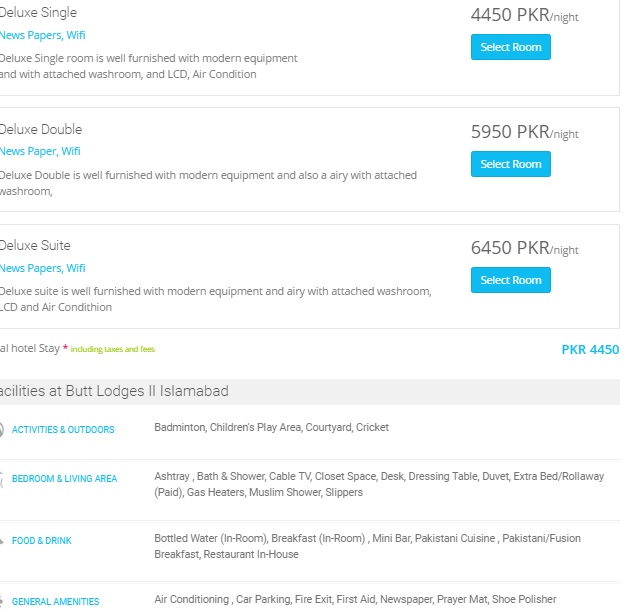 Deluxe Single
4450 PKR/night
News Papers, Wifi
Select Room
Deluxe Single room is well furnished with modern equipment
and with attached washroom, and LCD, Air Condition
Deluxe Double
5950 PKR/night
News Paper, Wifi
Select Room
Deluxe Double is well furnished with modern equipment and also a airy with attached
washroom,
Deluxe Suite
6450 PKR/night
News Papers, Wifi
Select Room
Deluxe suite is well furnished with modern equipment and airy with attached washroom,
LCD and Air Condithion
al hotel Stay * including taxes and fees
PKR 4450
acilities at Butt Lodges II Islamabad
ACTIVITIES & OUTDOORS
Badminton, Children's Play Area, Courtyard, Cricket
BEDROOM & LIVING AREA
Ashtray , Bath & Shower, Cable TV, Closet Space, Desk, Dressing Table, Duvet, Extra Bed/Rollaway
(Paid), Gas Heaters, Muslim Shower, Slippers
FOOD & DRINK
Bottled Water (In-Room), Breakfast (In-Room) , Mini Bar, Pakistani Cuisine , Pakistani/Fusion
Breakfast, Restaurant In-House
GENERAL AMENITIES
Air Conditioning , Car Parking, Fire Exit, First Aid, Newspaper, Prayer Mat, Shoe Polisher